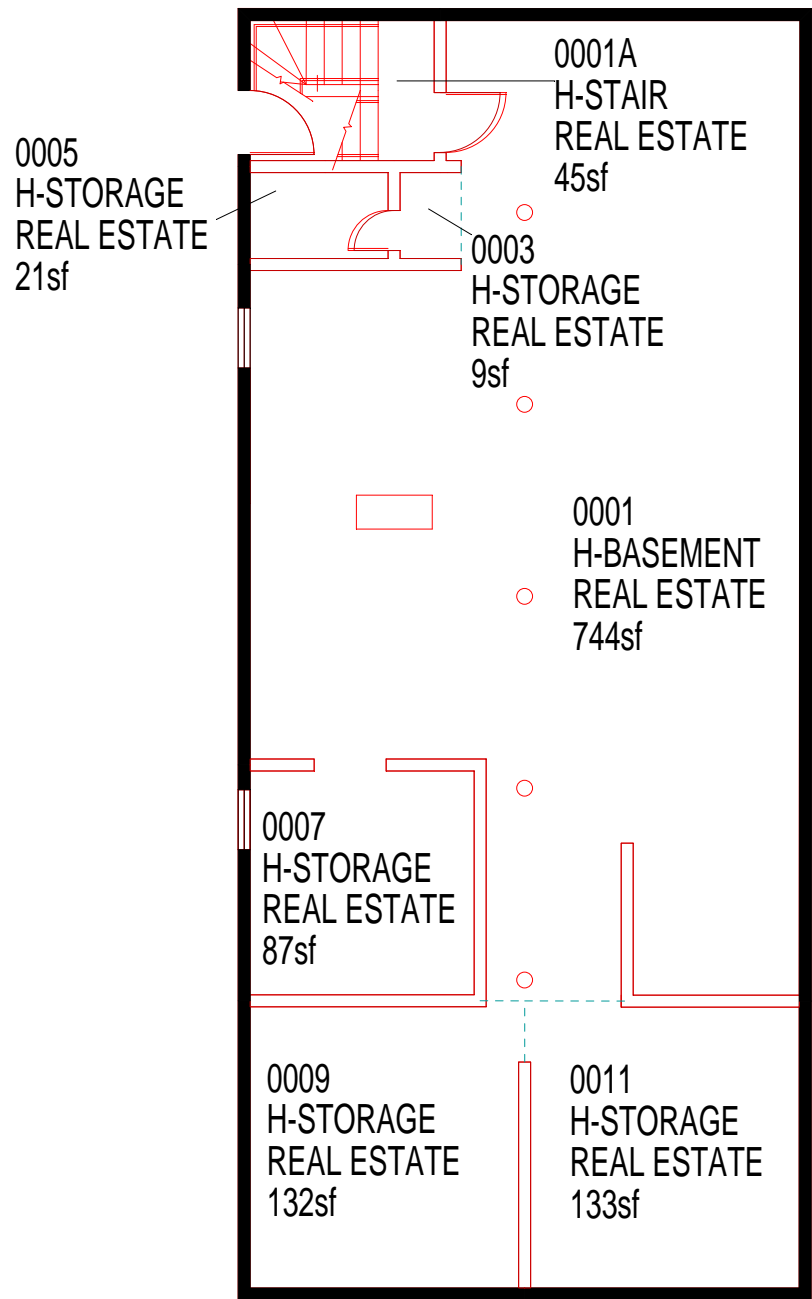 0001A
H-STAIR
REAL ESTATE
45sf
0005
H-STORAGE
REAL ESTATE
21sf
0003
H-STORAGE
REAL ESTATE
9sf
0001
H-BASEMENT
REAL ESTATE
744sf
0007
H-STORAGE
REAL ESTATE
87sf
0009
H-STORAGE
REAL ESTATE
132sf
0011
H-STORAGE
REAL ESTATE
133sf